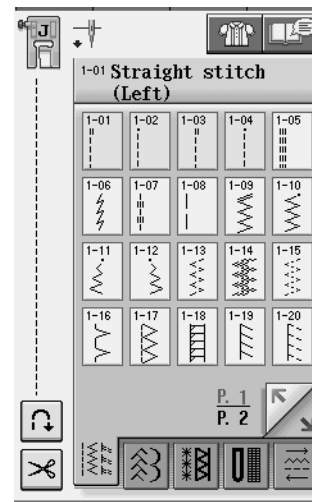 J
1-01 Straight stitch
(Left)
1-01 1-02 1-03 1-04 1-05
1-06 1-07 1-08 1-09 1-10
1-11 1-12 1-13 1-14 1-15
1-16 1-17 1-18 1-19 1-20
P. 1
P. 2